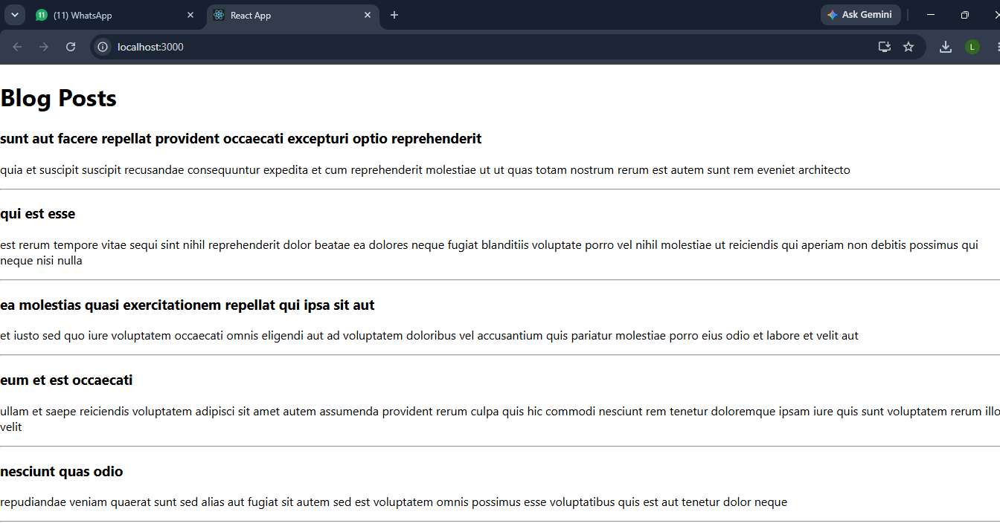 11
(11) WhatsApp
React App
Ask Gemini
localhost:3000
L
Blog Posts
sunt aut facere repellat provident occaecati excepturi optio reprehenderit
quia et suscipit suscipit recusandae consequuntur expedita et cum reprehenderit molestiae ut ut quas totam nostrum rerum est autem sunt rem eveniet architecto
qui est esse
est rerum tempore vitae sequi sint nihil reprehenderit dolor beatae ea dolores neque fugiat blanditiis voluptate porro vel nihil molestiae ut reiciendis qui aperiam non debitis possimus qui
neque nisi nulla
ea molestias quasi exercitationem repellat qui ipsa sit aut
et iusto sed quo iure voluptatem occaecati omnis eligendi aut ad voluptatem doloribus vel accusantium quis pariatur molestiae porro eius odio et labore et velit aut
eum et est occaecati
ullam et saepe reiciendis voluptatem adipisci sit amet autem assumenda provident rerum culpa quis hic commodi nesciunt rem tenetur doloremque ipsam iure quis sunt voluptatem rerum illo
velit
nesciunt quas odio
repudiandae veniam quaerat sunt sed alias aut fugiat sit autem sed est voluptatem omnis possimus esse voluptatibus quis est aut tenetur dolor neque